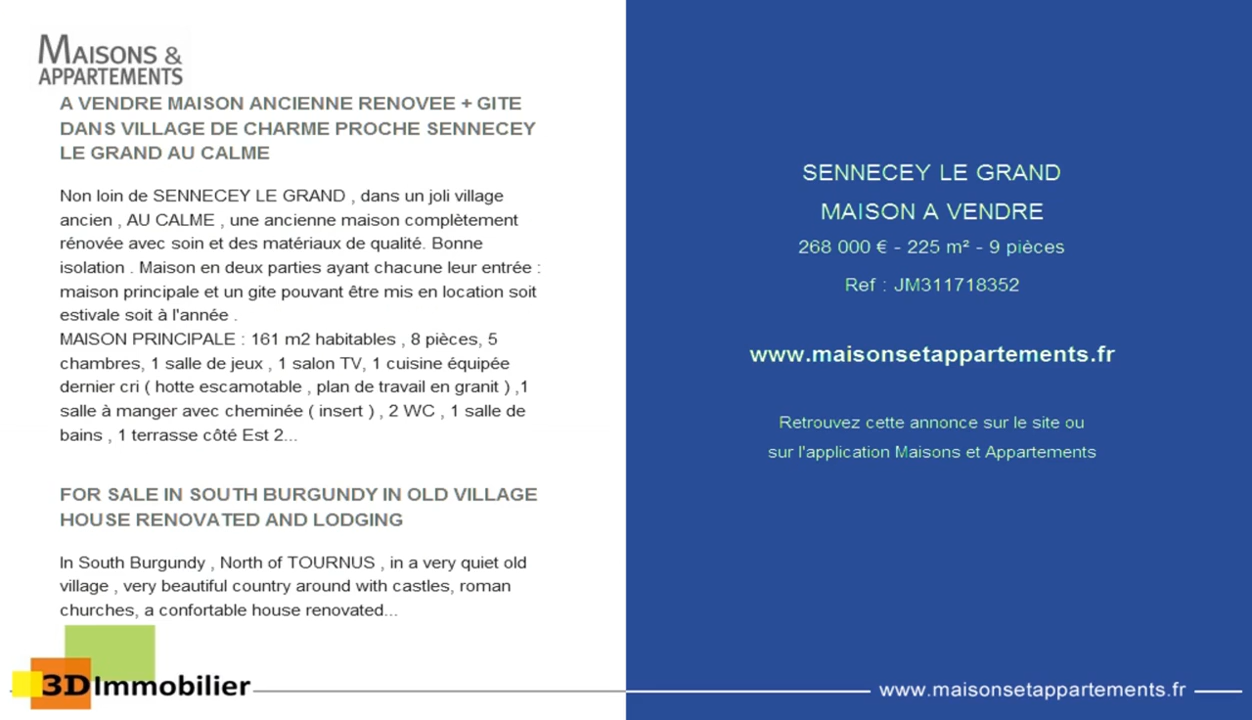 MAISONS &
APPARTEMENTS
A VENDRE MAISON ANCIENNE RENOVEE + GITE
DANS VILLAGE DE CHARME PROCHE SENNECEY
LE GRAND AU CALME
Non loin de SENNECEY LE GRAND , dans un joli village
ancien , AU CALME , une ancienne maison complètement
rénovée avec soin et des matériaux de qualité. Bonne
isolation . Maison en deux parties ayant chacune leur entrée :
maison principale et un gite pouvant être mis en location soit
estivale soit à l'année .
MAISON PRINCIPALE : 161 m2 habitables , 8 pièces, 5
chambres, 1 salle de jeux , 1 salon TV, 1 cuisine équipée
dernier cri ( hotte escamotable , plan de travail en granit ) ,1
salle à manger avec cheminée ( insert ) , 2 WC , 1 salle de
bains , 1 terrasse côté Est 2...
FOR SALE IN SOUTH BURGUNDY IN OLD VILLAGE
HOUSE RENOVATED AND LODGING
In South Burgundy , North of TOURNUS , in a very quiet old
village , very beautiful country around with castles, roman
churches, a confortable house renovated...
3D Immobilier
SENNECEY LE GRAND
MAISON A VENDRE
268 000 € - 225 m² - 9 pièces
Ref : JM311718352
www.maisonsetappartements.fr
Retrouvez cette annonce sur le site ou
sur l'application Maisons et Appartements
www.maisonsetappartements.fr